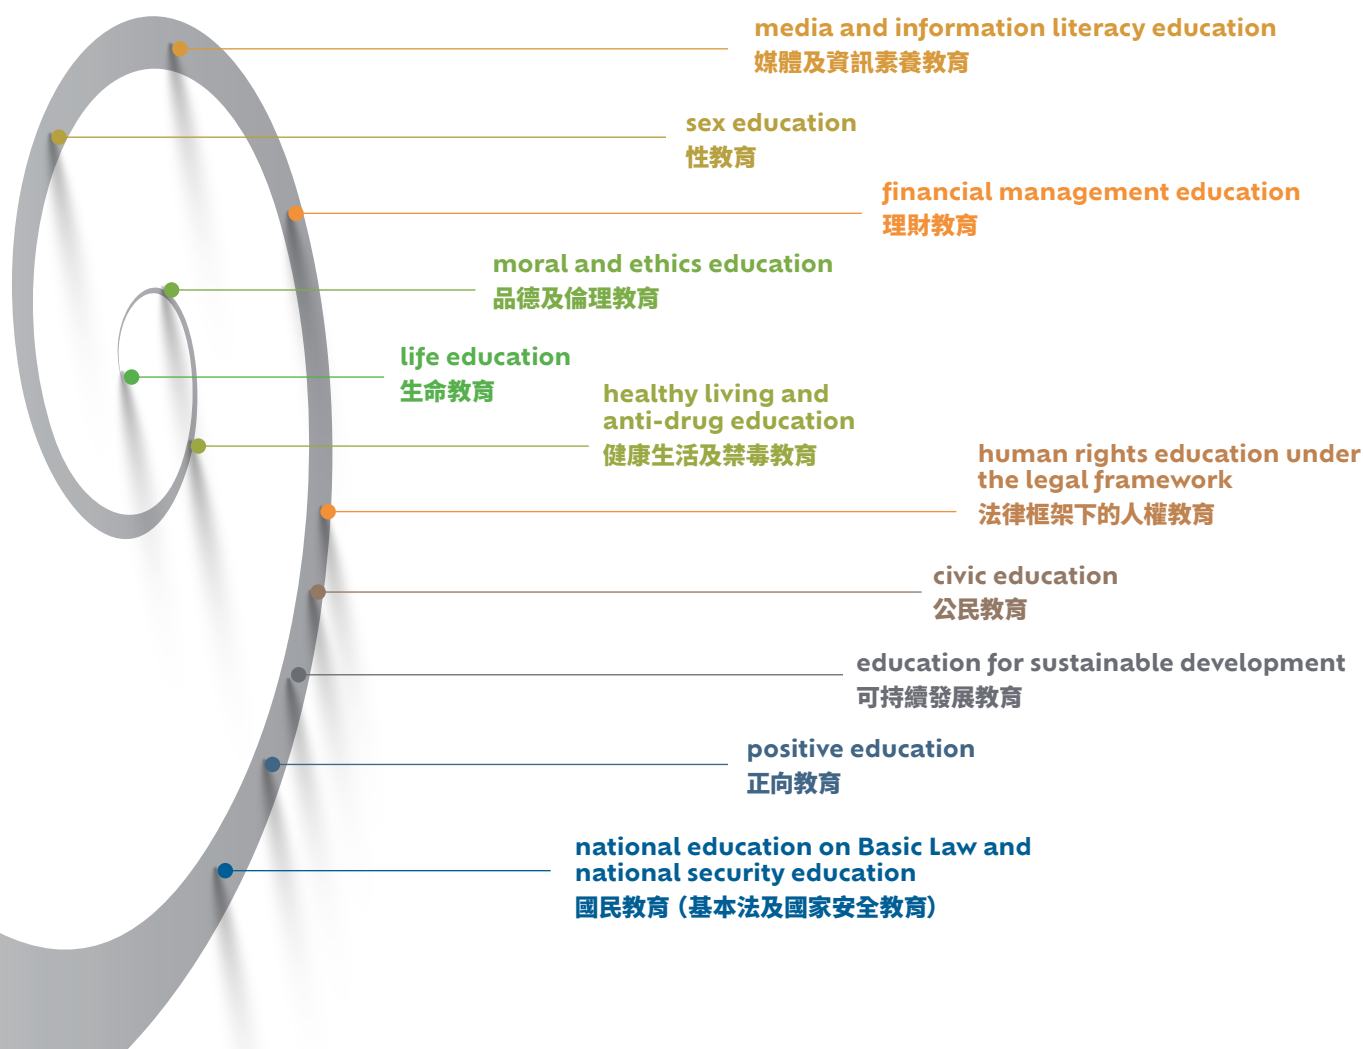 media and information literacy education
媒體及資訊素養教育
sex education
性教育
financial management education
理財教育
moral and ethics education
品德及倫理教育
life education
生命教育
healthy living and
anti-drug education
健康生活及禁毒教育
human rights education under
the legal framework
法律框架下的人權教育
civic education
公民教育
education for sustainable development
可持續發展教育
positive education
正向教育
national education on Basic Law and
national security education
國民教育（基本法及國家安全教育）